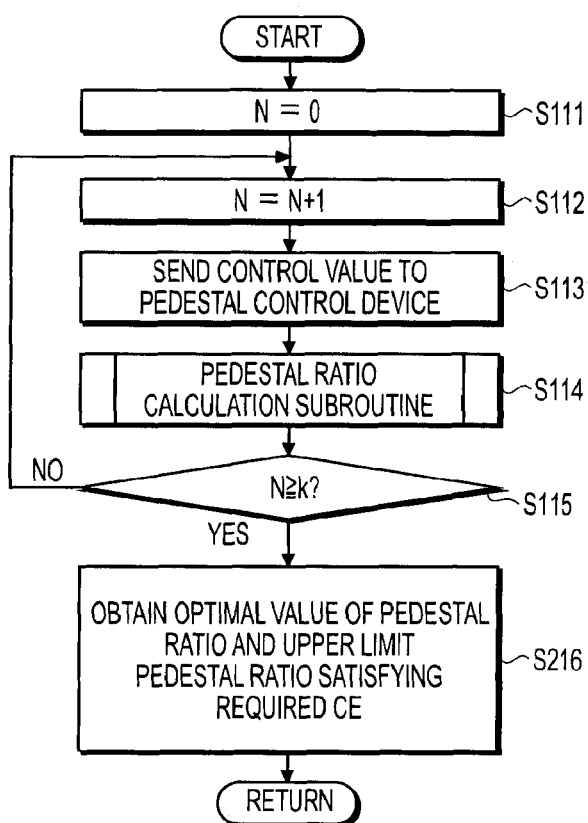 START
N = 0
S111
N = N+1
S112
SEND CONTROL VALUE TO
PEDESTAL CONTROL DEVICE
S113
PEDESTAL RATIO
CALCULATION SUBROUTINE
S114
NO
N≧k?
S115
YES
OBTAIN OPTIMAL VALUE OF PEDESTAL
RATIO AND UPPER LIMIT
PEDESTAL RATIO SATISFYING
REQUIRED CE
S216
RETURN